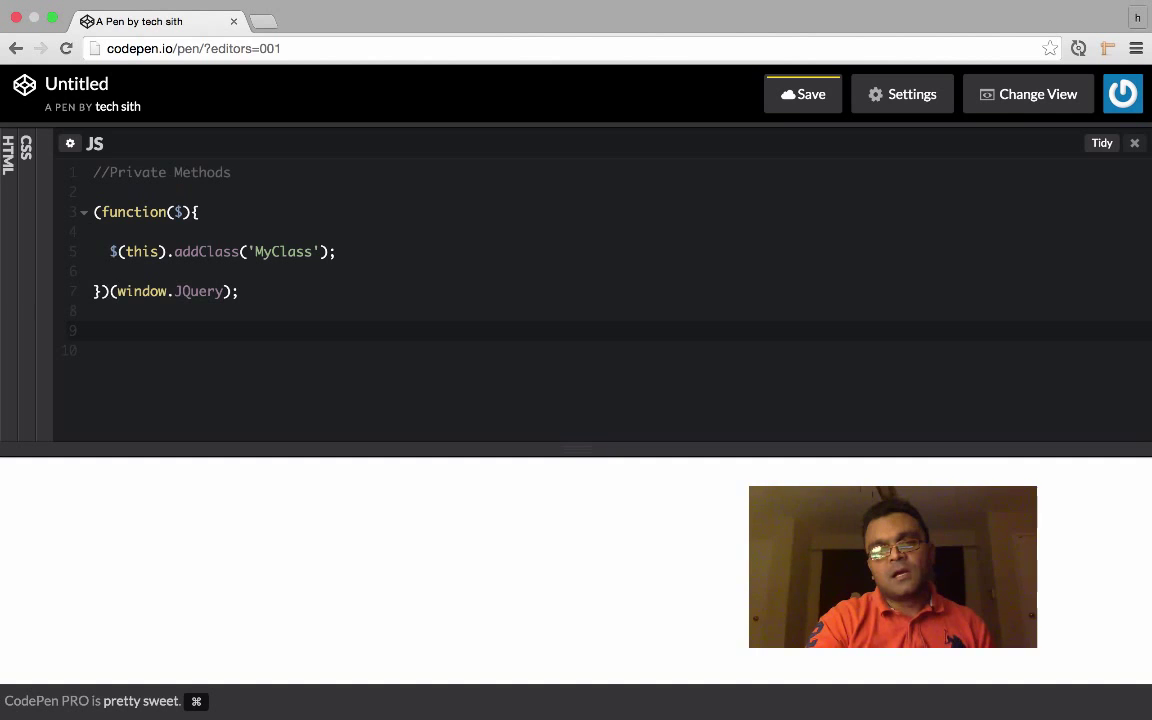 A Pen by tech sith
h
codepen.io/pen/?editors=001
Untitled
A PEN BY tech sith
Save
Settings
Change View
HTML
CSS
JS
Tidy
1 //Private Methods
2
3 (function($){
4
5 $(this).addClass('MyClass');
6
7 })(window.JQuery);
8
9
10
CodePen PRO is pretty sweet. ⌘